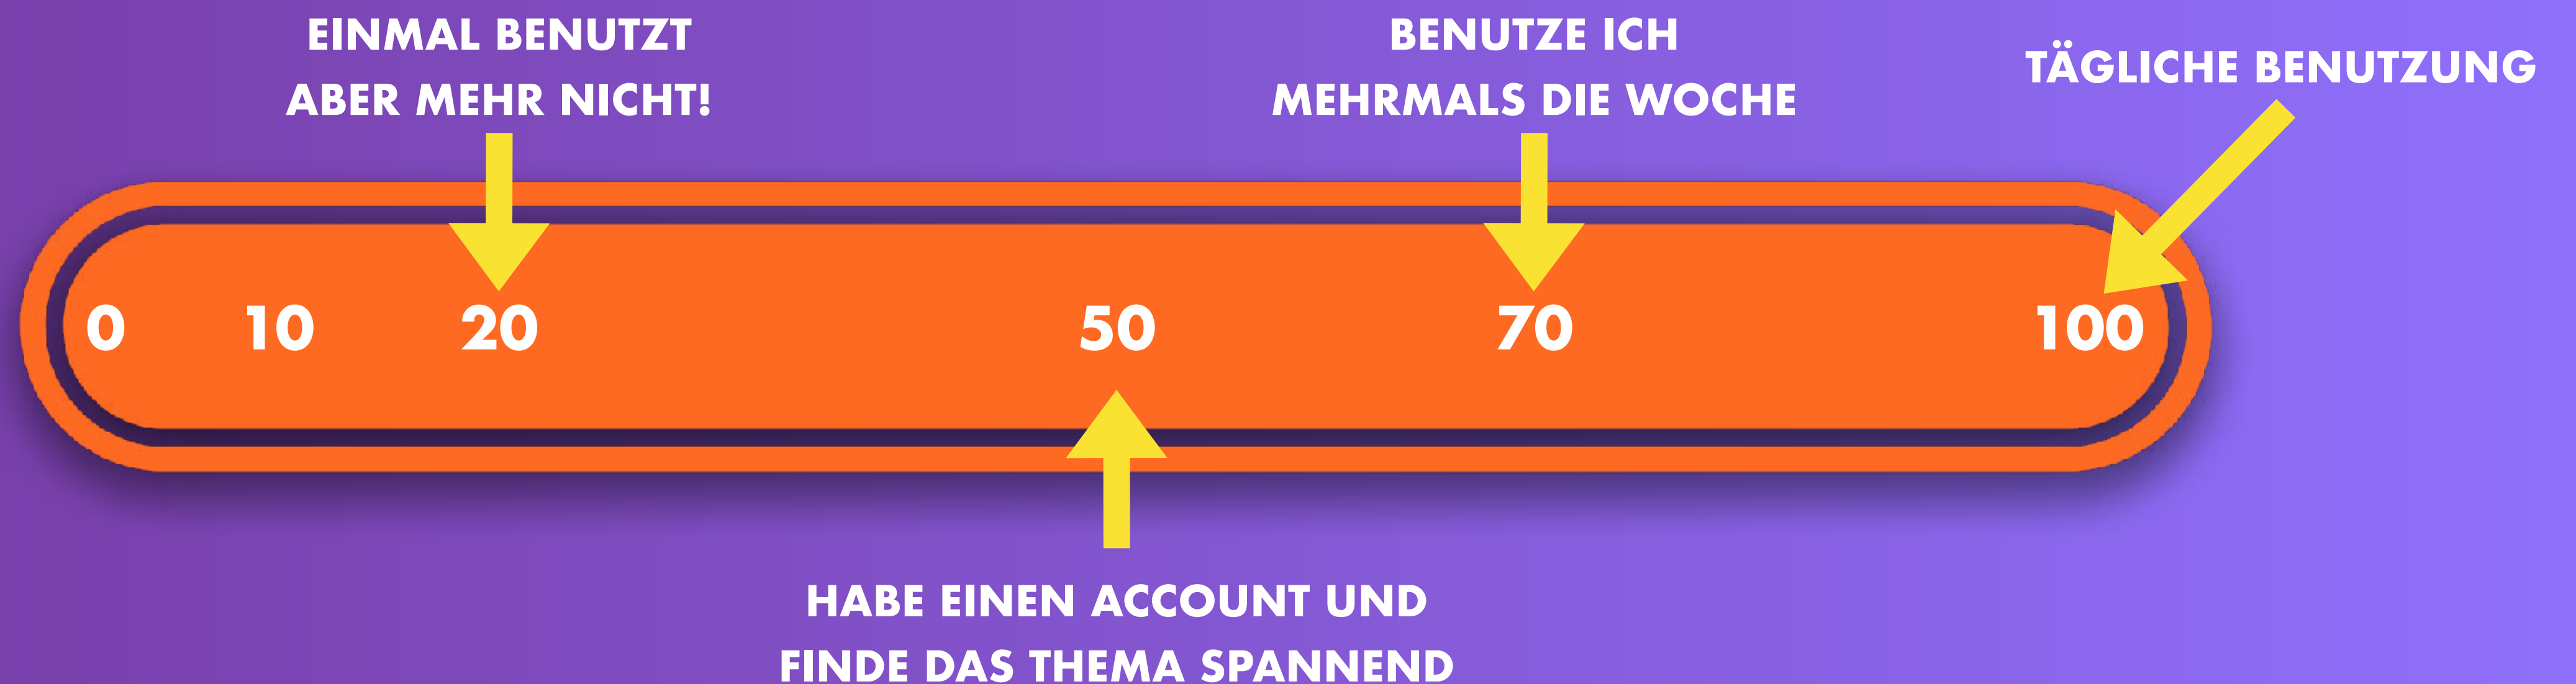 EINMAL BENUTZT
ABER MEHR NICHT!
BENUTZE ICH
MEHRMALS DIE WOCHE
TÄGLICHE BENUTZUNG
0 10 20 50 70 100
HABE EINEN ACCOUNT UND
FINDE DAS THEMA SPANNEND